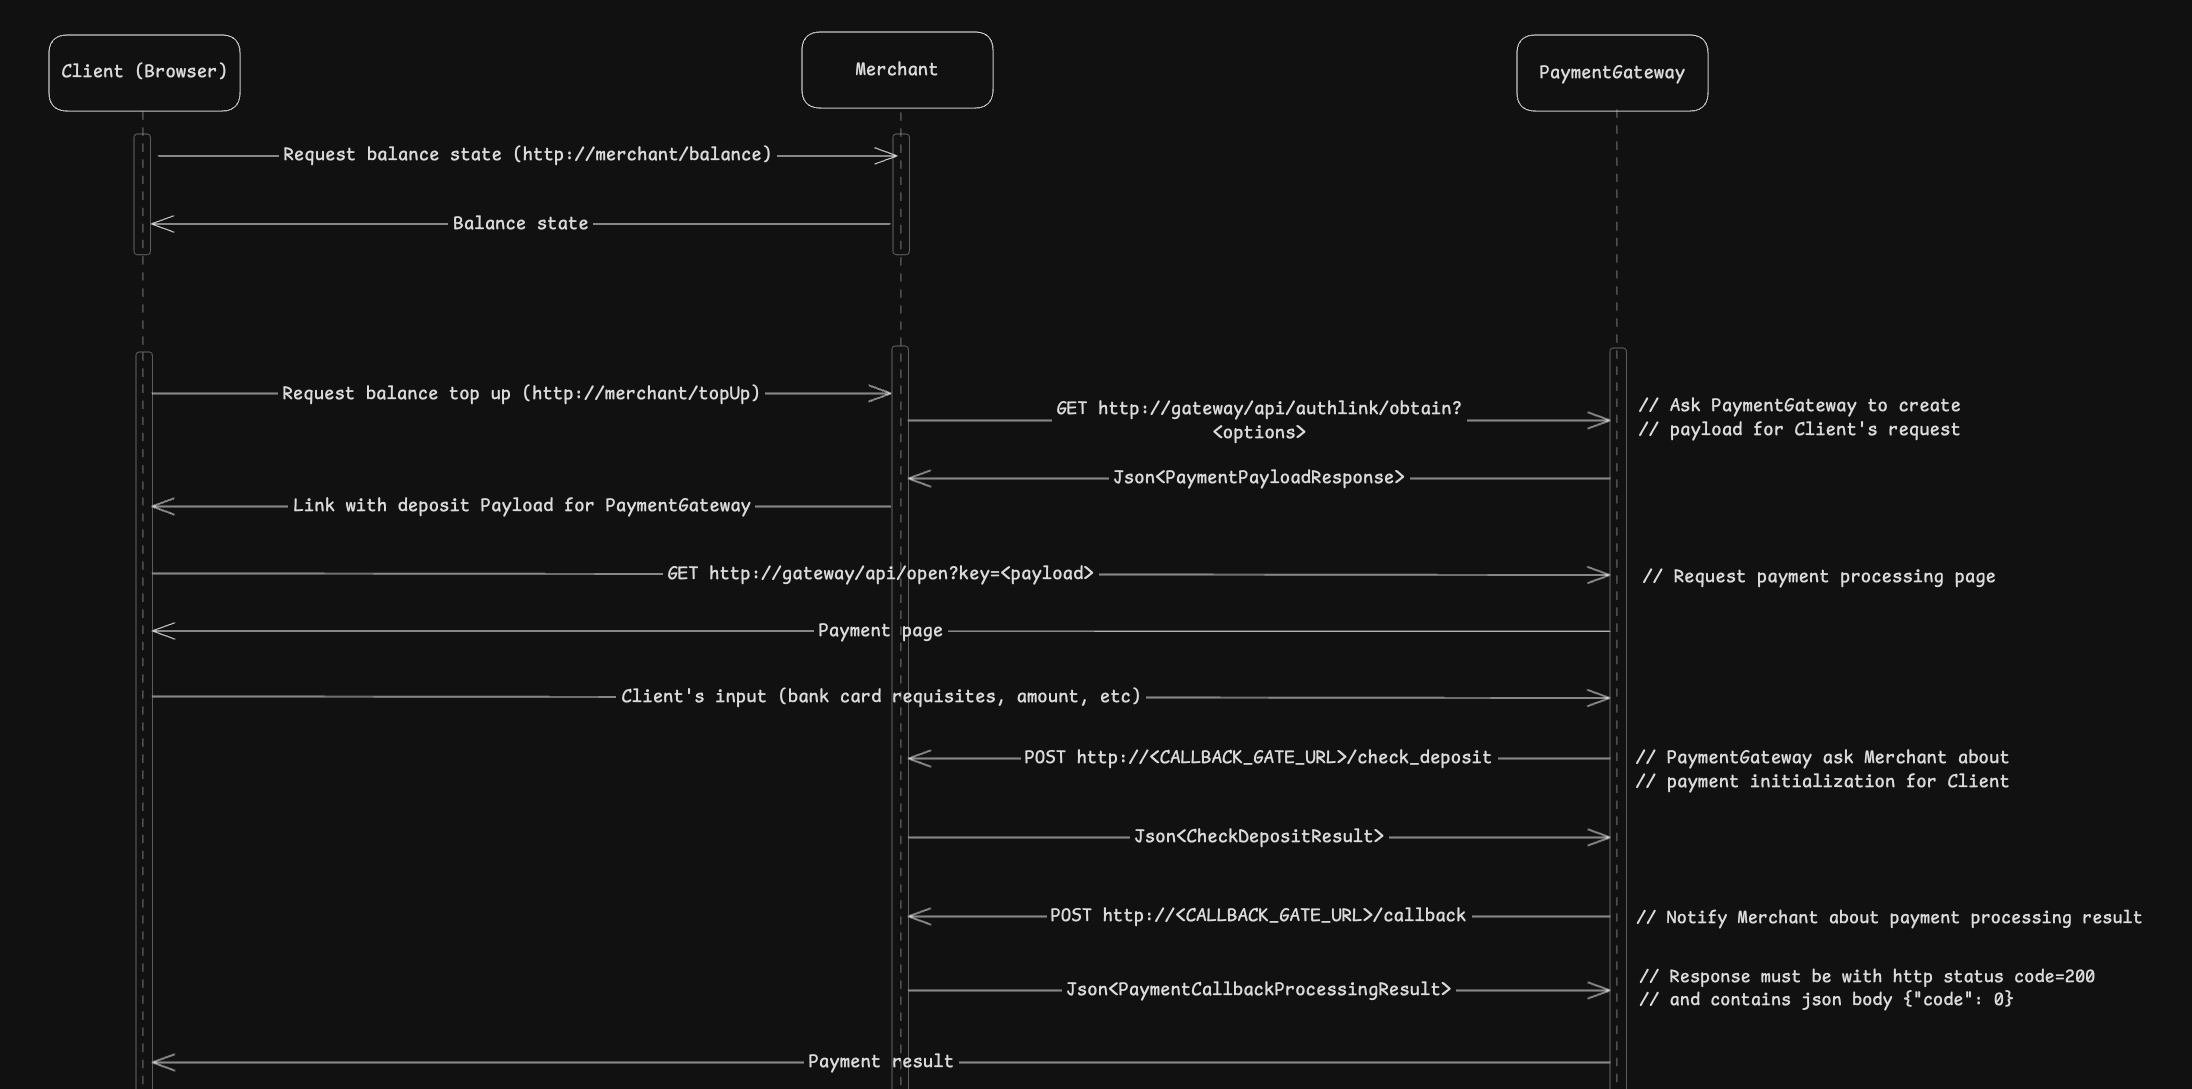 Client (Browser)
Merchant
PaymentGateway
Request balance state (http://merchant/balance)
Balance state
Request balance top up (http://merchant/topUp)
GET http://gateway/api/authlink/obtain?
<options>
// Ask PaymentGateway to create
// payload for Client's request
Json<PaymentPayloadResponse>
Link with deposit Payload for PaymentGateway
GET http://gateway/api/open?key=<payload>
// Request payment processing page
Payment page
Client's input (bank card requisites, amount, etc)
POST http://<CALLBACK_GATE_URL>/check_deposit
// PaymentGateway ask Merchant about
// payment initialization for Client
Json<CheckDepositResult>
POST http://<CALLBACK_GATE_URL>/callback
// Notify Merchant about payment processing result
Json<PaymentCallbackProcessingResult>
// Response must be with http status code=200
// and contains json body {"code": 0}
Payment result